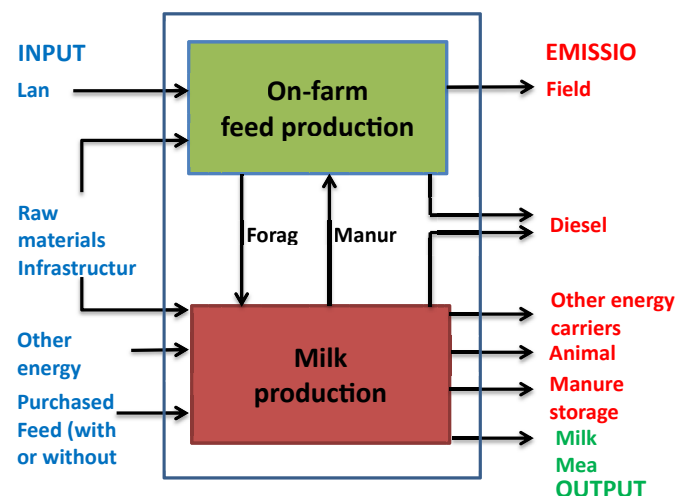 INPUT
EMISSIO
Lan
On-farm
feed production
Field
Raw
materials
Infrastructur
Forag
Manur
Diesel
Other
energy
Purchased
Feed (with
or without
Milk
production
Other energy
carriers
Animal
Manure
storage
Milk
Mea
OUTPUT